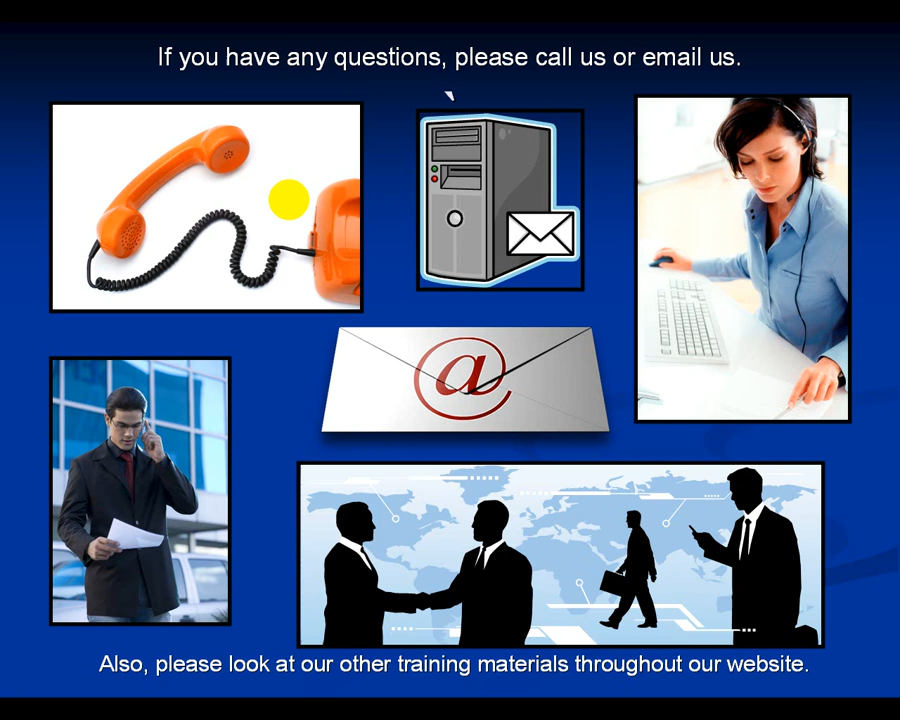 If you have any questions, please call us or email us.
@
Also, please look at our other training materials throughout our website.